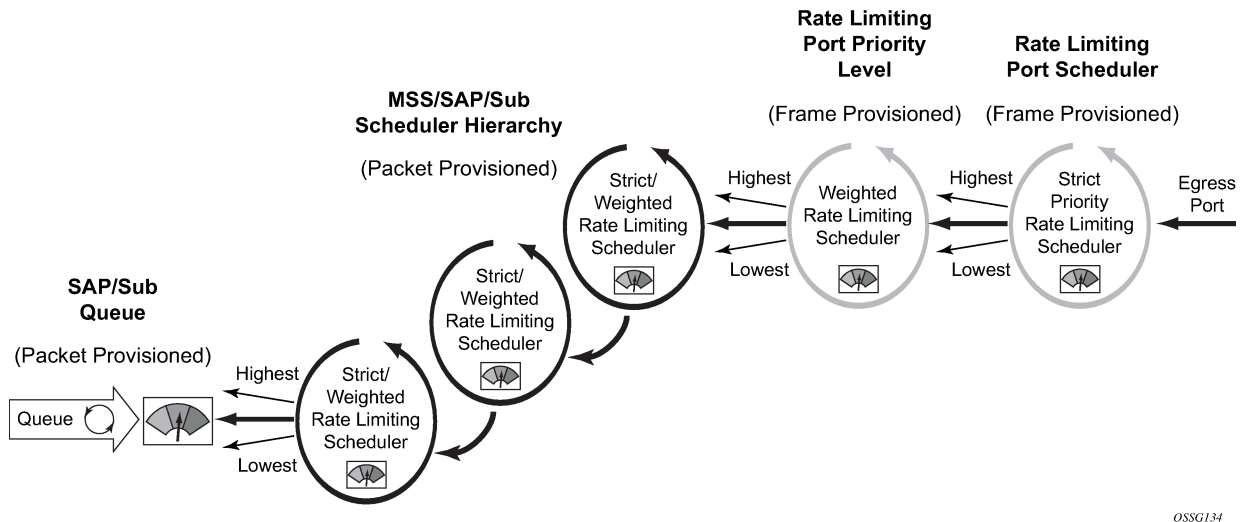 Rate Limiting
Port Priority
Level
(Frame Provisioned)
Rate Limiting
Port Scheduler
(Frame Provisioned)
MSS/SAP/Sub
Scheduler Hierarchy
(Packet Provisioned)
Strict/
Weighted
Rate Limiting
Scheduler
Highest
Lowest
Weighted
Rate Limiting
Scheduler
Highest
Lowest
Strict
Priority
Rate Limiting
Scheduler
Egress
Port
Strict/
Weighted
Rate Limiting
Scheduler
SAP/Sub
Queue
(Packet Provisioned)
Queue
Highest
Lowest
Strict/
Weighted
Rate Limiting
Scheduler
OSSG134